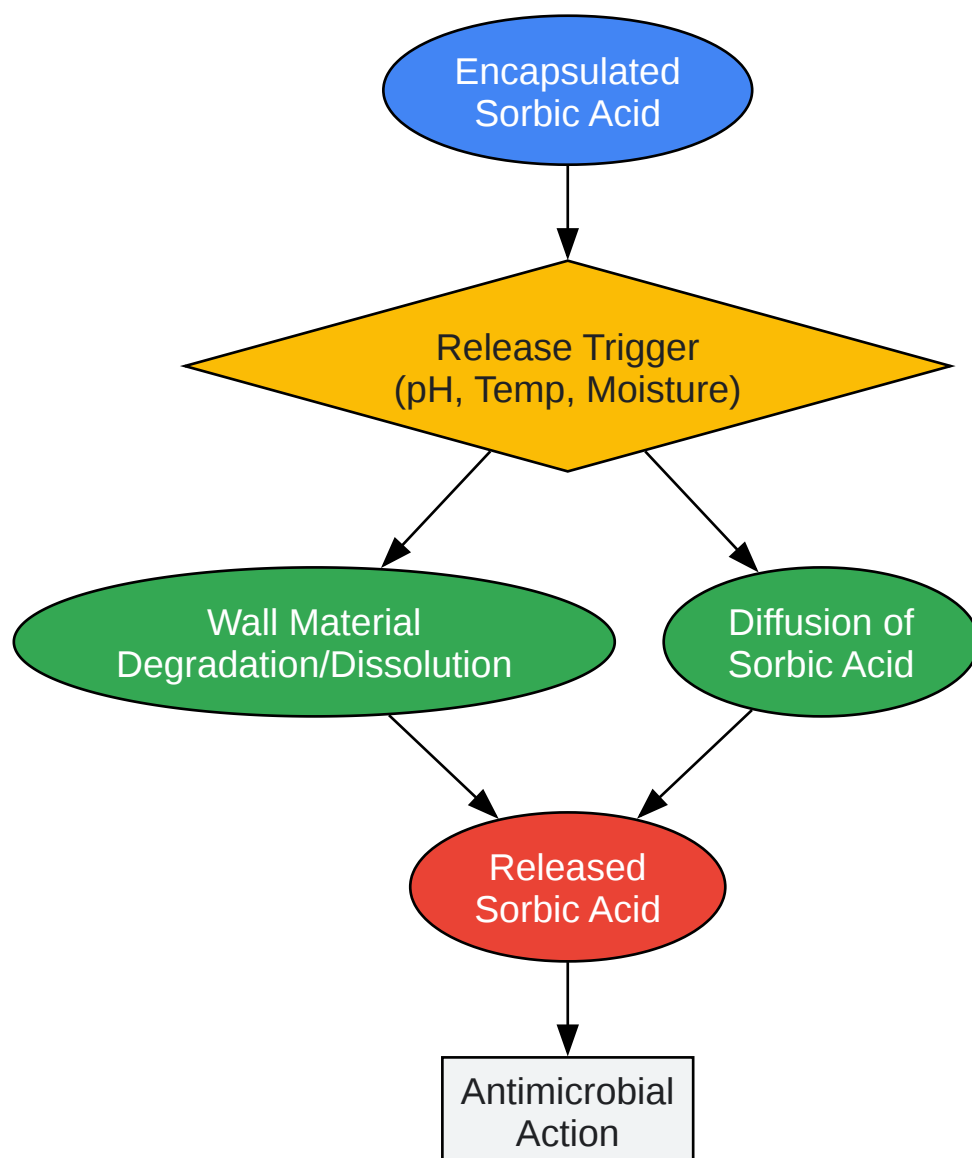 Encapsulated
Sorbic Acid
Release Trigger
(pH, Temp, Moisture)
Wall Material
Degradation/Dissolution
Diffusion of
Sorbic Acid
Released
Sorbic Acid
Antimicrobial
Action